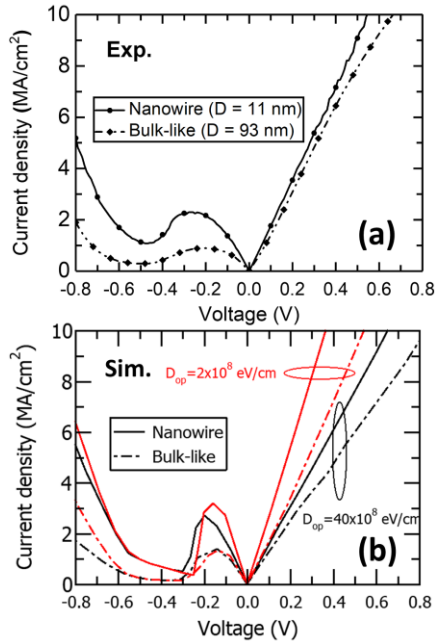 10
8
6
4
2
0
Current density (MA/cm²)
Exp.
Nanowire (D = 11 nm)
Bulk-like (D = 93 nm)
(a)
-0.8 -0.6 -0.4 -0.2 0.0 0.2 0.4 0.6 0.8
Voltage (V)
10
8
6
4
2
0
Current density (MA/cm²)
Sim.
D_op=2x10⁸ eV/cm
Nanowire
Bulk-like
D_op=40x10⁸ eV/cm
(b)
-0.8 -0.6 -0.4 -0.2 0.0 0.2 0.4 0.6 0.8
Voltage (V)